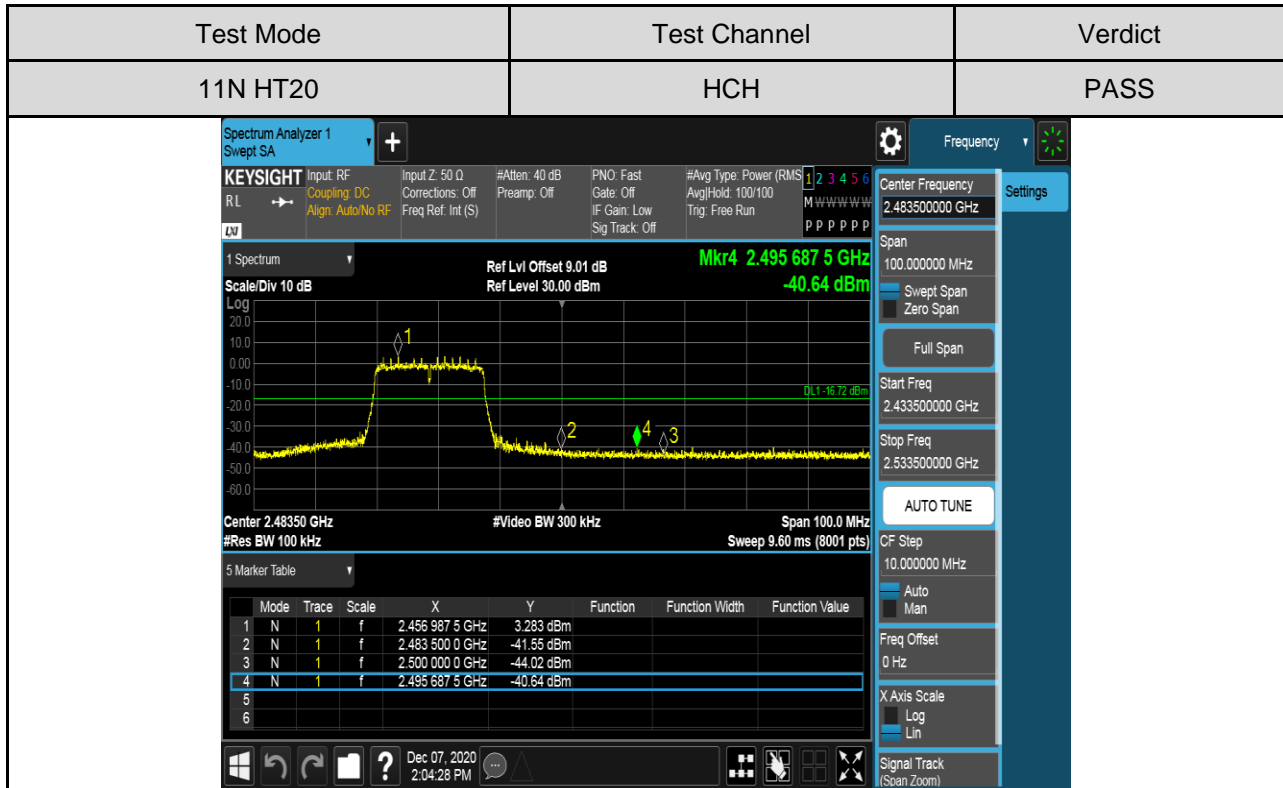 Test Mode Test Channel Verdict
11N HT20 HCH PASS
Spectrum Analyzer 1
Swept SA
Frequency
KEYSIGHT Input: RF Input Z: 50 Ω #Atten: 40 dB PNO: Fast #Avg Type: Power (RMS 1 2 3 4 5 6
RL Coupling: DC Corrections: Off Preamp: Off Gate: Off Avg|Hold: 100/100 M W W W W W
Align: Auto/No RF Freq Ref: Int (S) IF Gain: Low Trig: Free Run
LXI Sig Track: Off P P P P P P
1 Spectrum Ref Lvl Offset 9.01 dB Mkr4 2.495 687 5 GHz
Scale/Div 10 dB Ref Level 30.00 dBm -40.64 dBm
Log
20.0
10.0
0.00
-10.0
-20.0
-30.0
-40.0
-50.0
-60.0
1
DL1 -16.72 dBm
2 4 3
Center 2.48350 GHz #Video BW 300 kHz Span 100.0 MHz
#Res BW 100 kHz Sweep 9.60 ms (8001 pts)
5 Marker Table
Mode Trace Scale X Y Function Function Width Function Value
1 N 1 f 2.456 987 5 GHz 3.283 dBm
2 N 1 f 2.483 500 0 GHz -41.55 dBm
3 N 1 f 2.500 000 0 GHz -44.02 dBm
4 N 1 f 2.495 687 5 GHz -40.64 dBm
5
6
Dec 07, 2020
2:04:28 PM
Center Frequency
2.483500000 GHz
Settings
Span
100.000000 MHz
Swept Span
Zero Span
Full Span
Start Freq
2.433500000 GHz
Stop Freq
2.533500000 GHz
AUTO TUNE
CF Step
10.000000 MHz
Auto
Man
Freq Offset
0 Hz
X Axis Scale
Log
Lin
Signal Track
(Span Zoom)